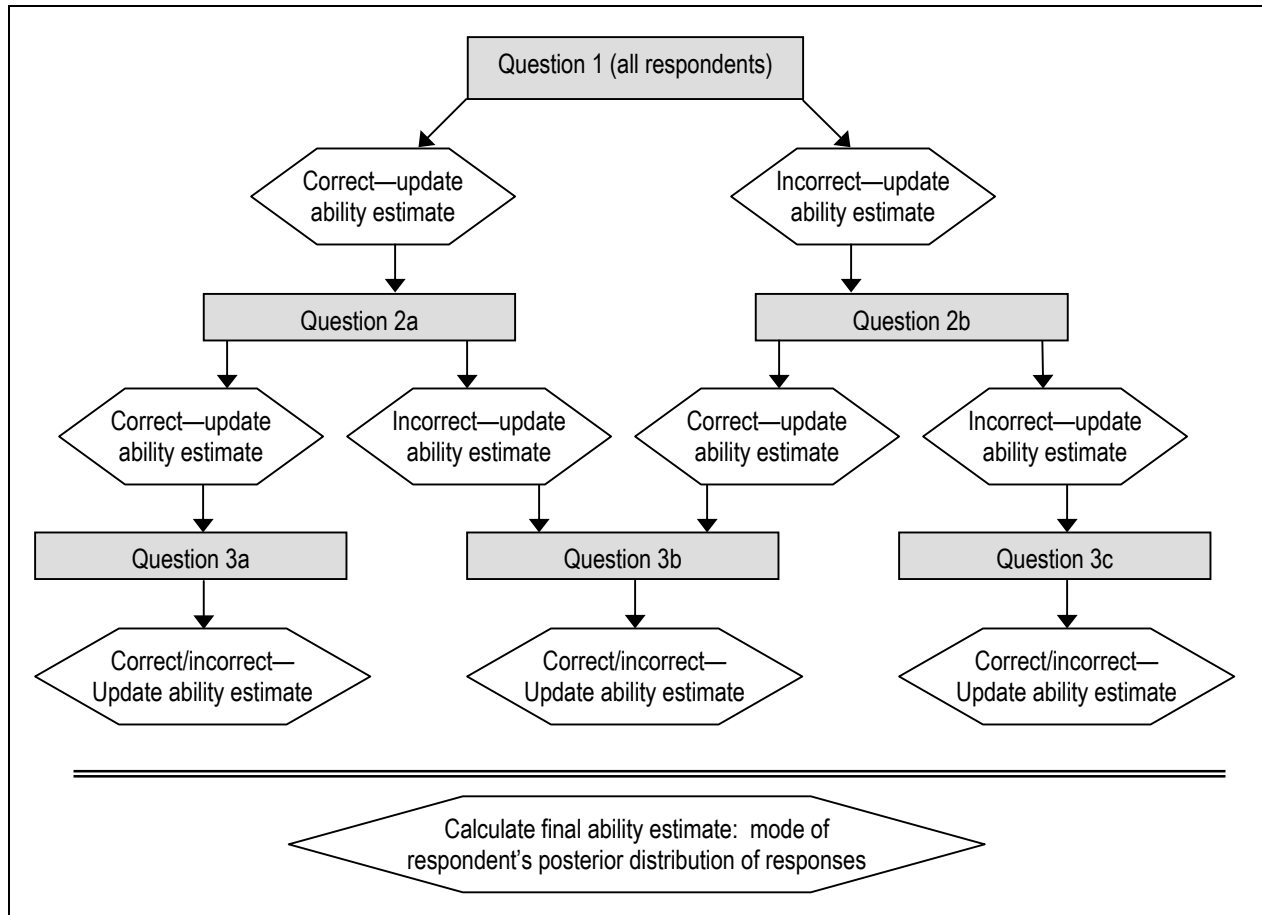 Question 1 (all respondents)
Correct—update
ability estimate
Incorrect—update
ability estimate
Question 2a
Question 2b
Correct—update
ability estimate
Incorrect—update
ability estimate
Correct—update
ability estimate
Incorrect—update
ability estimate
Question 3a
Question 3b
Question 3c
Correct/incorrect—
Update ability estimate
Correct/incorrect—
Update ability estimate
Correct/incorrect—
Update ability estimate
Calculate final ability estimate:  mode of
respondent’s posterior distribution of responses